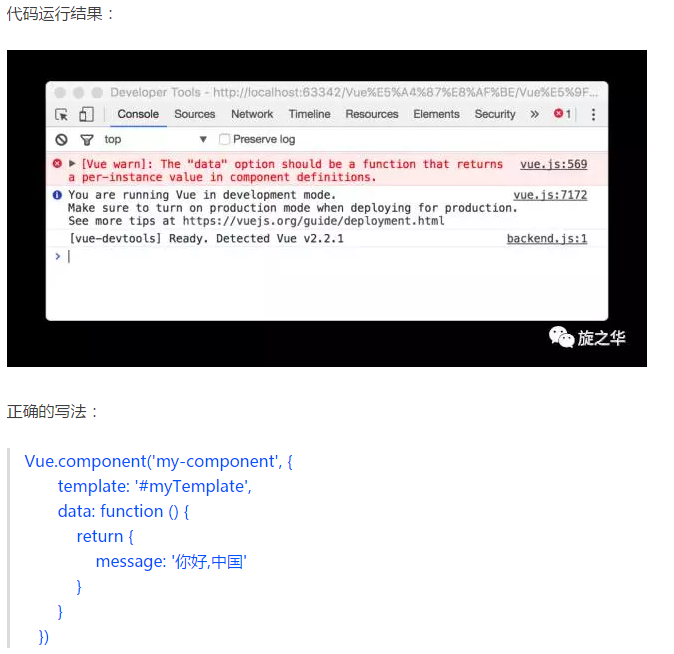 代码运行结果：
Developer Tools - http://localhost:63342/Vue%E5%A4%87%E8%AF%BE/Vue%E5%9F...
Console Sources Network Timeline Resources Elements Security » 1
top ▼ Preserve log
[Vue warn]: The "data" option should be a function that returns vue.js:569
a per-instance value in component definitions.
You are running Vue in development mode. vue.js:7172
Make sure to turn on production mode when deploying for production.
See more tips at https://vuejs.org/guide/deployment.html
[vue-devtools] Ready. Detected Vue v2.2.1 backend.js:1
>
旋之华
正确的写法：
Vue.component('my-component', {
template: '#myTemplate',
data: function () {
return {
message: '你好,中国'
}
}
})